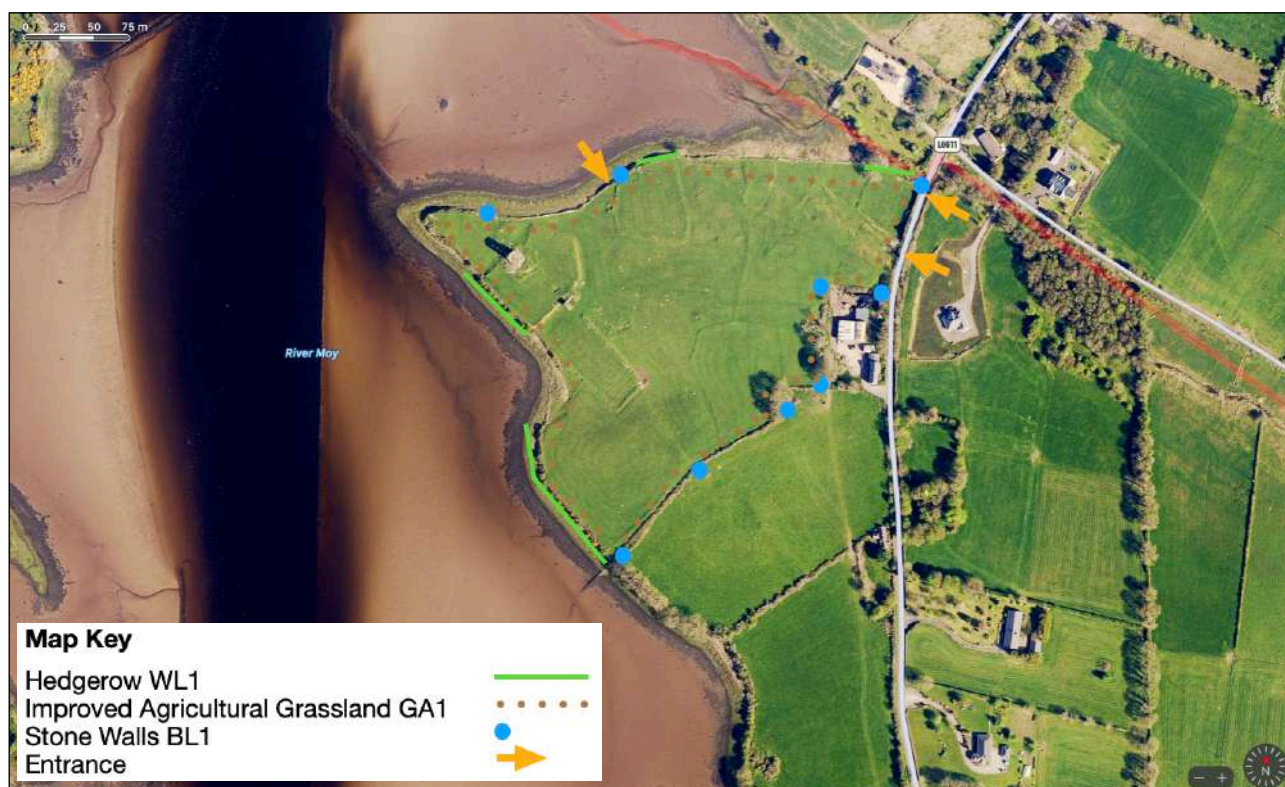 0 25 50 75 m
L6611
River Moy
Map Key
Hedgerow WL1
Improved Agricultural Grassland GA1
Stone Walls BL1
Entrance
− +
N